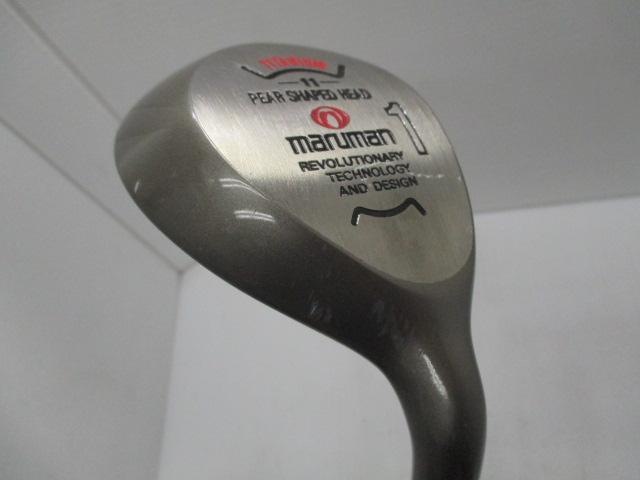 TITANIUM
11
PEAR SHAPED HEAD
maruman
1
REVOLUTIONARY
TECHNOLOGY
AND DESIGN